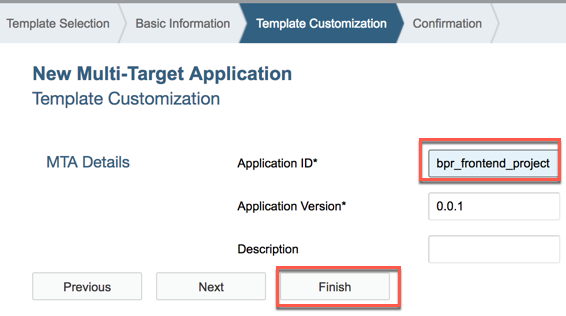 Template Selection Basic Information Template Customization Confirmation
New Multi-Target Application
Template Customization
MTA Details Application ID* bpr_frontend_project
Application Version* 0.0.1
Description
Previous Next Finish